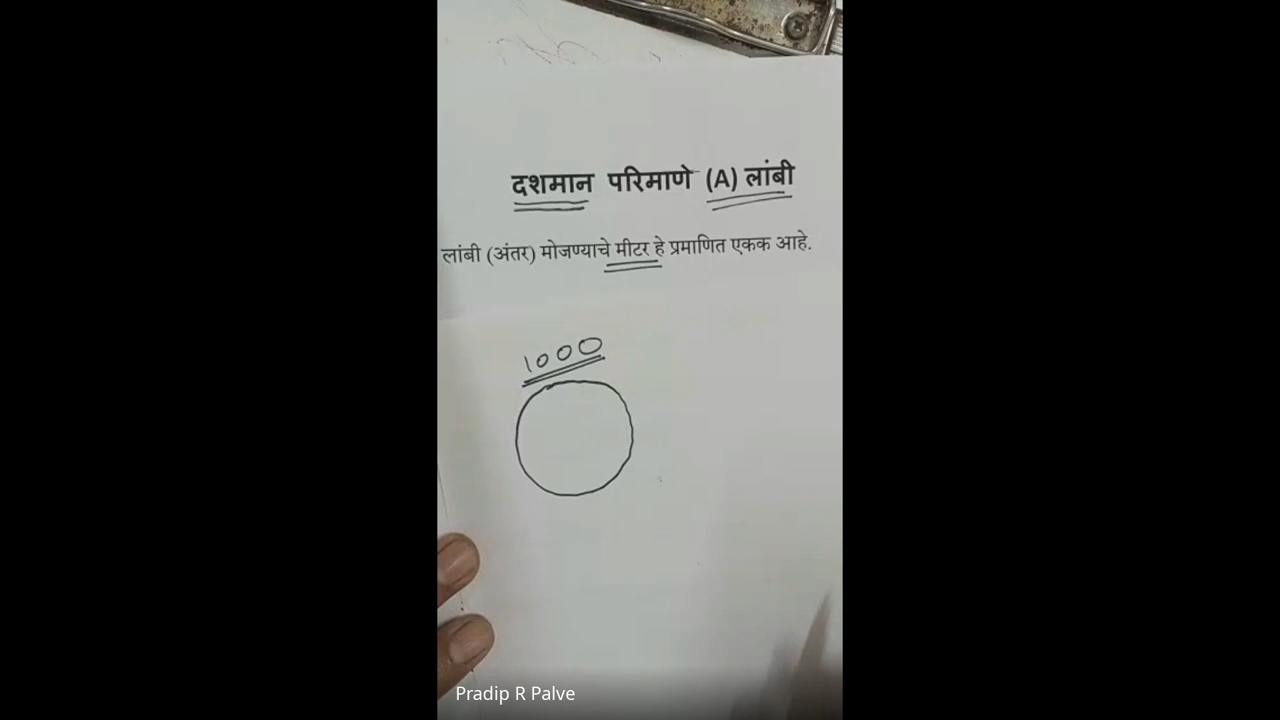 दशमान परिमाणे (A) लांबी
लांबी (अंतर) मोजण्याचे मीटर हे प्रमाणित एकक आहे.
1000
Pradip R Palve